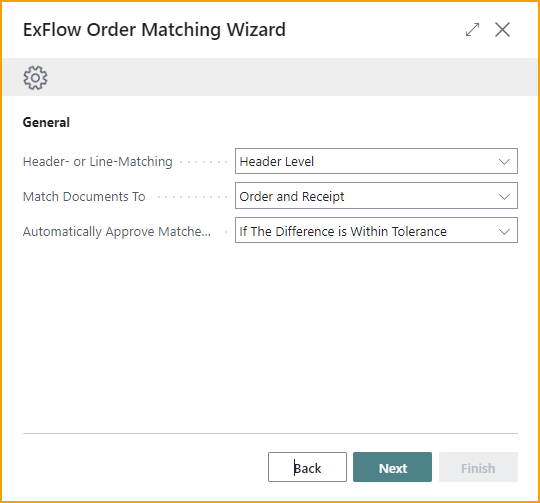 ExFlow Order Matching Wizard
General
Header- or Line-Matching Header Level
Match Documents To Order and Receipt
Automatically Approve Matche... If The Difference is Within Tolerance
Back Next Finish